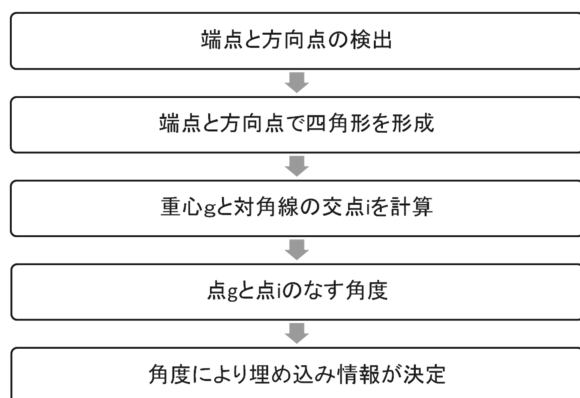 端点と方向点の検出
端点と方向点で四角形を形成
重心gと対角線の交点iを計算
点gと点iのなす角度
角度により埋め込み情報が決定